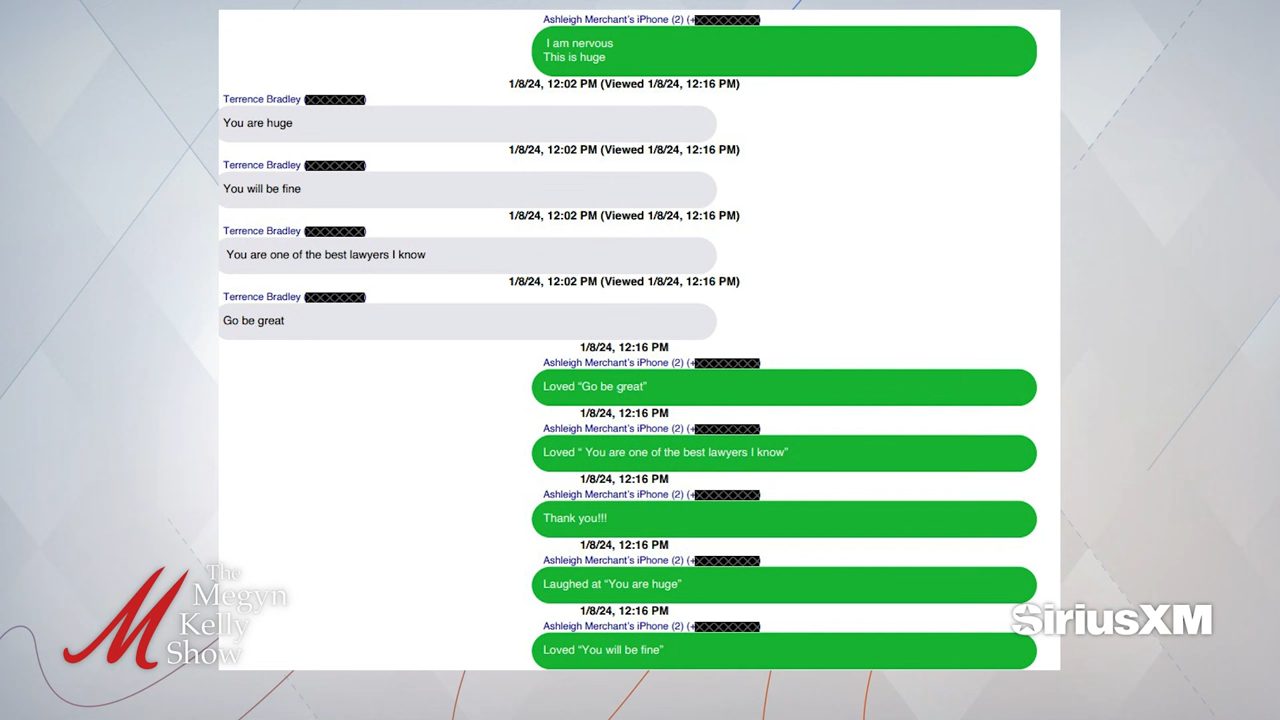 Ashleigh Merchant's iPhone (2) (+
I am nervous
This is huge
1/8/24, 12:02 PM (Viewed 1/8/24, 12:16 PM)
Terrence Bradley ( )
You are huge
1/8/24, 12:02 PM (Viewed 1/8/24, 12:16 PM)
Terrence Bradley ( )
You will be fine
1/8/24, 12:02 PM (Viewed 1/8/24, 12:16 PM)
Terrence Bradley ( )
You are one of the best lawyers I know
1/8/24, 12:02 PM (Viewed 1/8/24, 12:16 PM)
Terrence Bradley ( )
Go be great
1/8/24, 12:16 PM
Ashleigh Merchant's iPhone (2) (+
Loved “Go be great”
1/8/24, 12:16 PM
Ashleigh Merchant's iPhone (2) (+
Loved “ You are one of the best lawyers I know”
1/8/24, 12:16 PM
Ashleigh Merchant's iPhone (2) (+
Thank you!!!
1/8/24, 12:16 PM
Ashleigh Merchant's iPhone (2) (+
Laughed at “You are huge”
1/8/24, 12:16 PM
Ashleigh Merchant's iPhone (2) (+
Loved “You will be fine”
The
Megyn
Kelly
Show
M
SiriusXM